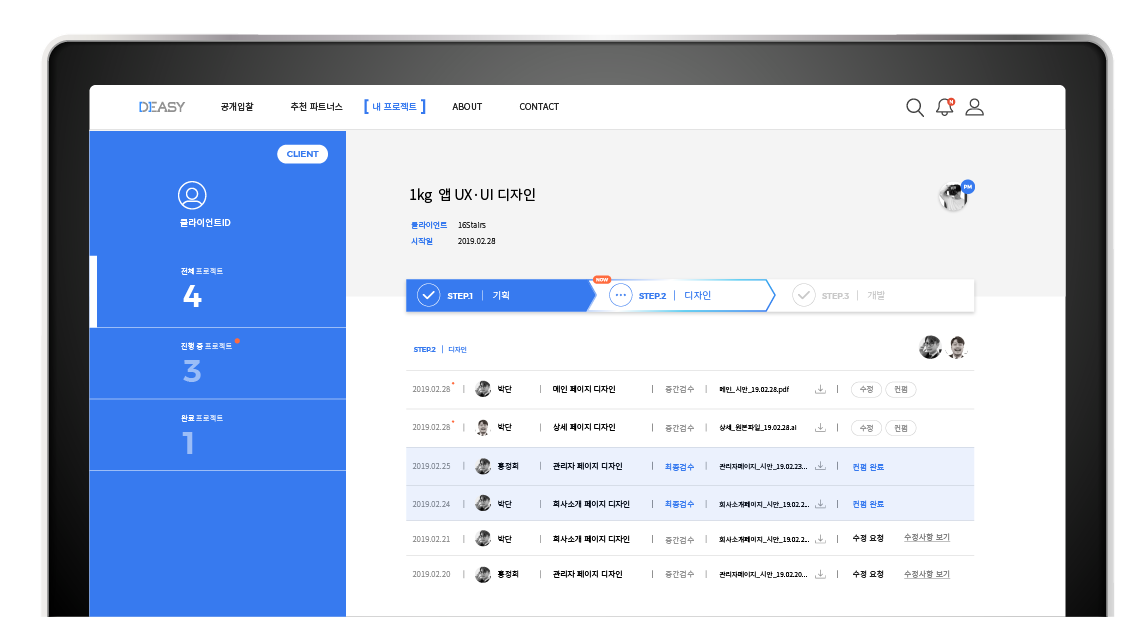 DEASY 공개입찰 추천 파트너스 [ 내 프로젝트 ] ABOUT CONTACT N
CLIENT
클라이언트ID
전체 프로젝트
4
진행 중 프로젝트
3
완료 프로젝트
1
1kg 앱 UX·UI 디자인
PM
클라이언트 16Stairs
시작일 2019.02.28
NOW
STEP.1 | 기획 STEP.2 | 디자인 STEP.3 | 개발
STEP.2 | 디자인
2019.02.28 | 박단 | 메인 페이지 디자인 | 중간검수 | 메인_시안_19.02.28.pdf | 수정 컨펌
2019.02.28 | 박단 | 상세 페이지 디자인 | 중간검수 | 상세_원본파일_19.02.28.ai | 수정 컨펌
2019.02.25 | 홍정희 | 관리자 페이지 디자인 | 최종검수 | 관리자페이지_시안_19.02.23... | 컨펌 완료
2019.02.24 | 박단 | 회사소개 페이지 디자인 | 최종검수 | 회사소개페이지_시안_19.02.2... | 컨펌 완료
2019.02.21 | 박단 | 회사소개 페이지 디자인 | 중간검수 | 회사소개페이지_시안_19.02.2... | 수정 요청 수정사항 보기
2019.02.20 | 홍정희 | 관리자 페이지 디자인 | 중간검수 | 관리자페이지_시안_19.02.20... | 수정 요청 수정사항 보기